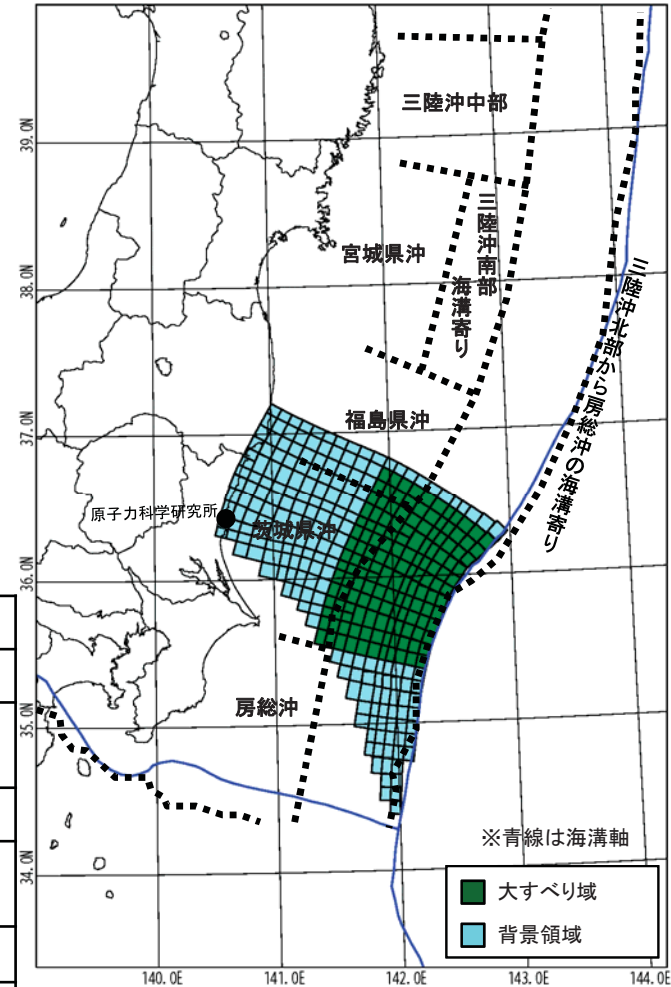 三陸沖中部
39.0N
三陸沖南部
海溝寄り
宮城県沖
38.0N
三陸沖北部から房総沖の海溝寄り
福島県沖
37.0N
原子力科学研究所
茨城県沖
36.0N
房総沖
35.0N
※青線は海溝軸
34.0N
大すべり域
背景領域
140.0E
141.0E
142.0E
143.0E
144.0E